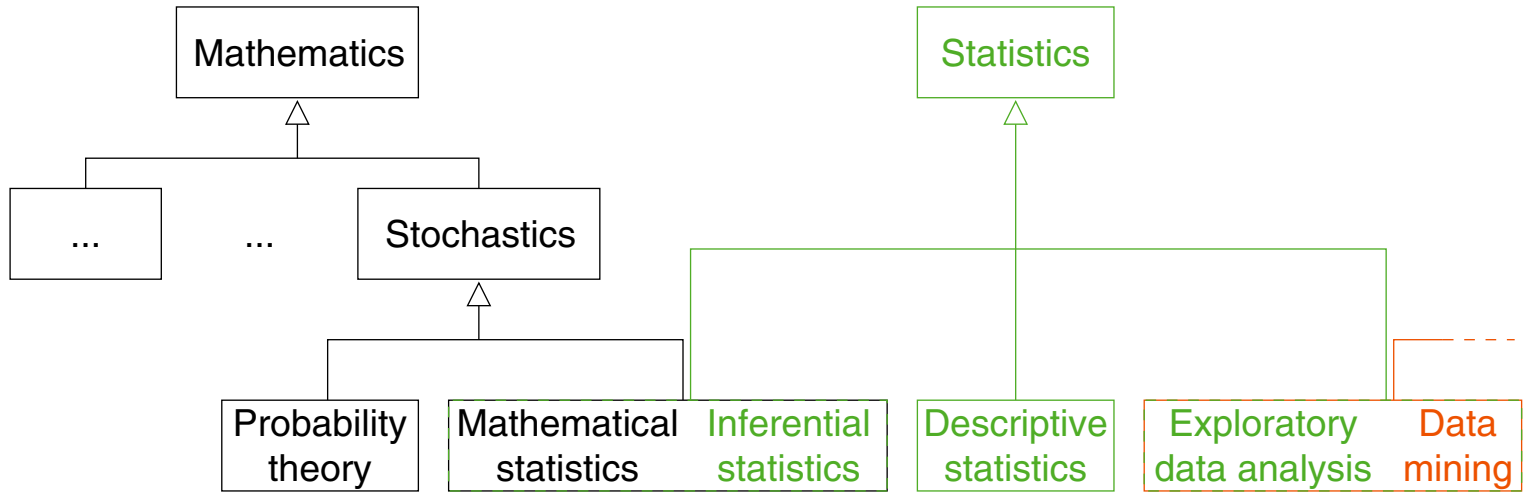 Mathematics
Statistics
...
...
Stochastics
Probability
theory
Mathematical
statistics
Inferential
statistics
Descriptive
statistics
Exploratory
data analysis
Data
mining